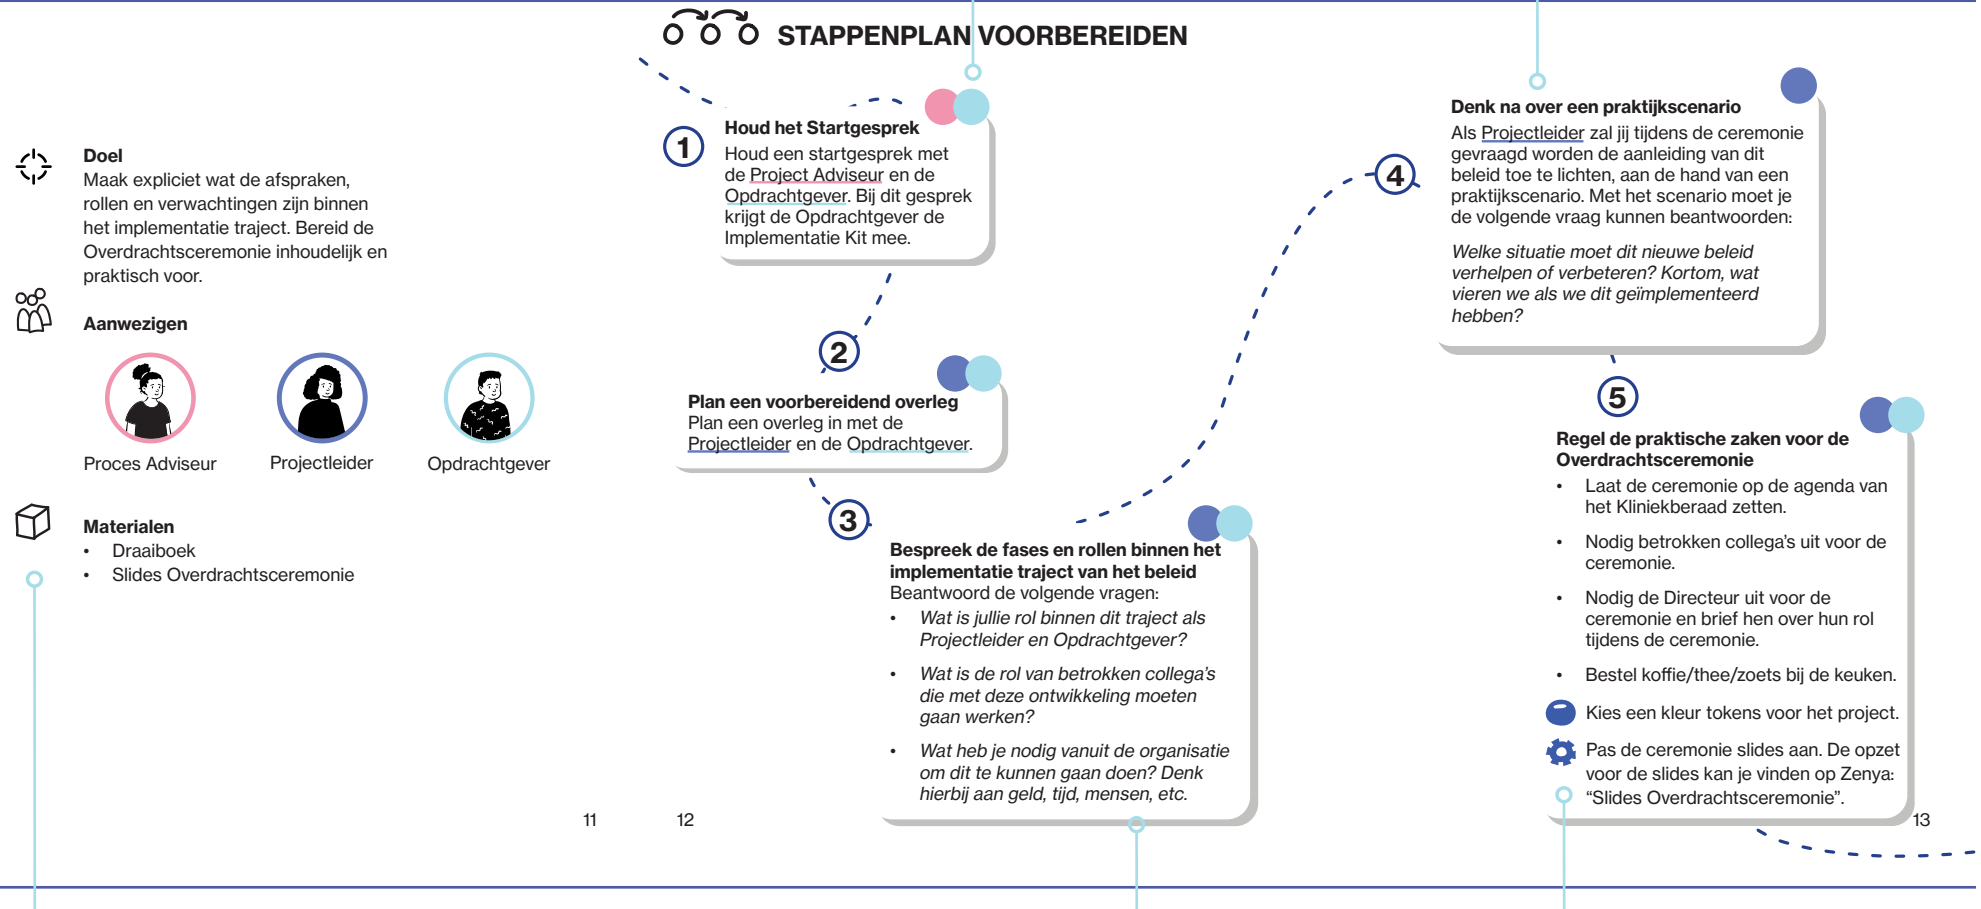 STAPPENPLAN VOORBEREIDEN
Doel
Maak expliciet wat de afspraken,
rollen en verwachtingen zijn binnen
het implementatie traject. Bereid de
Overdrachtsceremonie inhoudelijk en
praktisch voor.
Aanwezigen
Proces Adviseur
Projectleider
Opdrachtgever
Materialen
• Draaiboek
• Slides Overdrachtsceremonie
11
1
Houd het Startgesprek
Houd een startgesprek met
de Project Adviseur en de
Opdrachtgever. Bij dit gesprek
krijgt de Opdrachtgever de
Implementatie Kit mee.
2
Plan een voorbereidend overleg
Plan een overleg in met de
Projectleider en de Opdrachtgever.
3
Bespreek de fases en rollen binnen het
implementatie traject van het beleid
Beantwoord de volgende vragen:
• Wat is jullie rol binnen dit traject als
Projectleider en Opdrachtgever?
• Wat is de rol van betrokken collega's
die met deze ontwikkeling moeten
gaan werken?
• Wat heb je nodig vanuit de organisatie
om dit te kunnen gaan doen? Denk
hierbij aan geld, tijd, mensen, etc.
12
4
Denk na over een praktijkscenario
Als Projectleider zal jij tijdens de ceremonie
gevraagd worden de aanleiding van dit
beleid toe te lichten, aan de hand van een
praktijkscenario. Met het scenario moet je
de volgende vraag kunnen beantwoorden:
Welke situatie moet dit nieuwe beleid
verhelpen of verbeteren? Kortom, wat
vieren we als we dit geïmplementeerd
hebben?
5
Regel de praktische zaken voor de
Overdrachtsceremonie
• Laat de ceremonie op de agenda van
het Kliniekberaad zetten.
• Nodig betrokken collega's uit voor de
ceremonie.
• Nodig de Directeur uit voor de
ceremonie en brief hen over hun rol
tijdens de ceremonie.
• Bestel koffie/thee/zoets bij de keuken.
Kies een kleur tokens voor het project.
Pas de ceremonie slides aan. De opzet
voor de slides kan je vinden op Zenya:
“Slides Overdrachtsceremonie”.
13